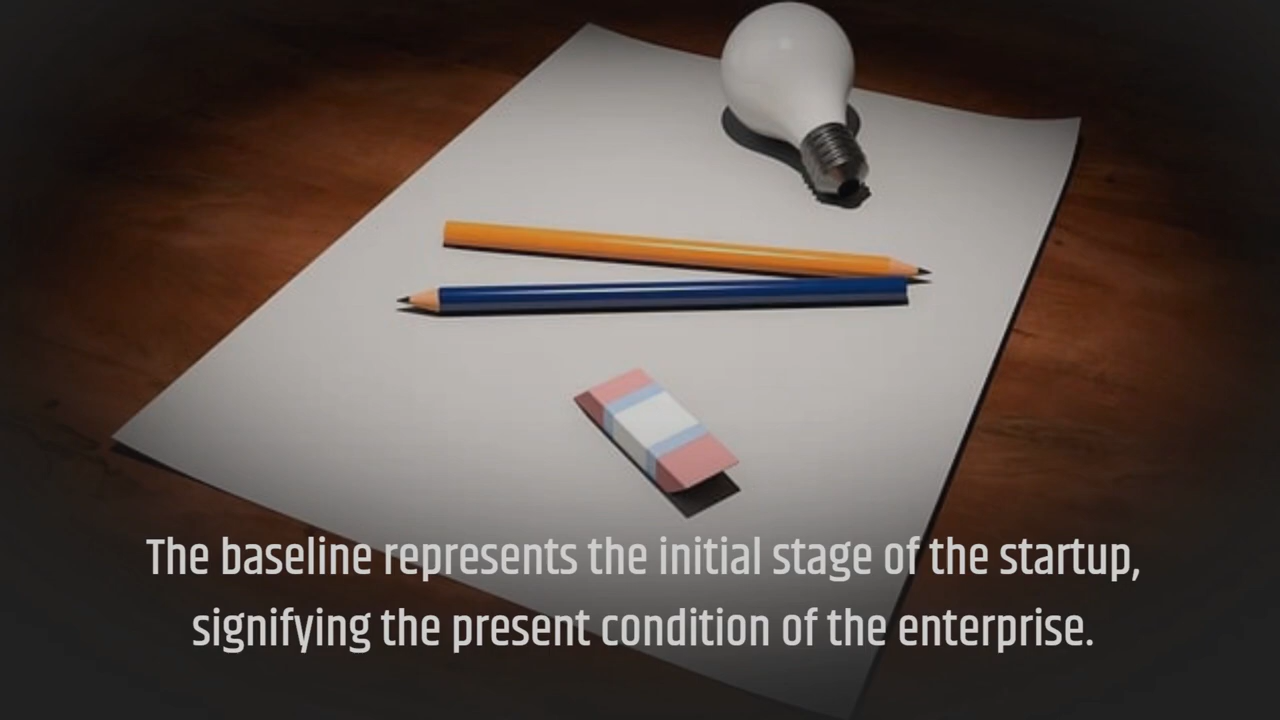 The baseline represents the initial stage of the startup,
signifying the present condition of the enterprise.